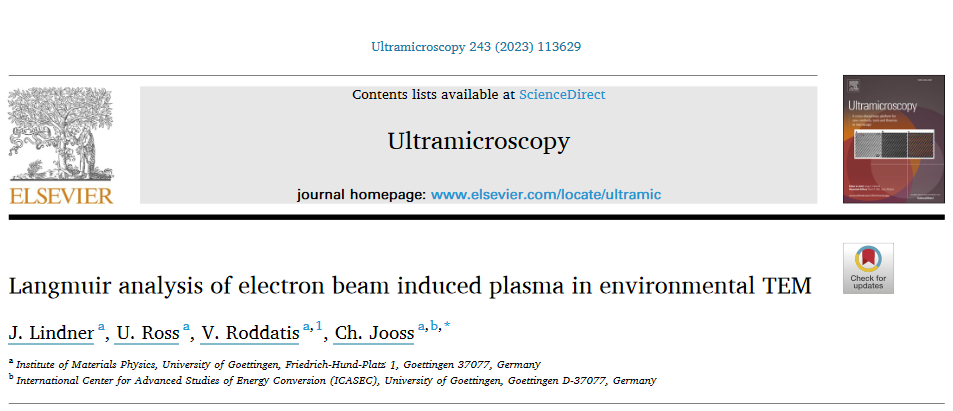 Ultramicroscopy 243 (2023) 113629
Contents lists available at ScienceDirect
Ultramicroscopy
journal homepage: www.elsevier.com/locate/ultramic
ELSEVIER
Ultramicroscopy
Langmuir analysis of electron beam induced plasma in environmental TEM
Check for
updates
J. Lindner a, U. Ross a, V. Roddatis a,1, Ch. Jooss a,b,*
a Institute of Materials Physics, University of Goettingen, Friedrich-Hund-Platz 1, Goettingen 37077, Germany
b International Center for Advanced Studies of Energy Conversion (ICASEC), University of Goettingen, Goettingen D-37077, Germany